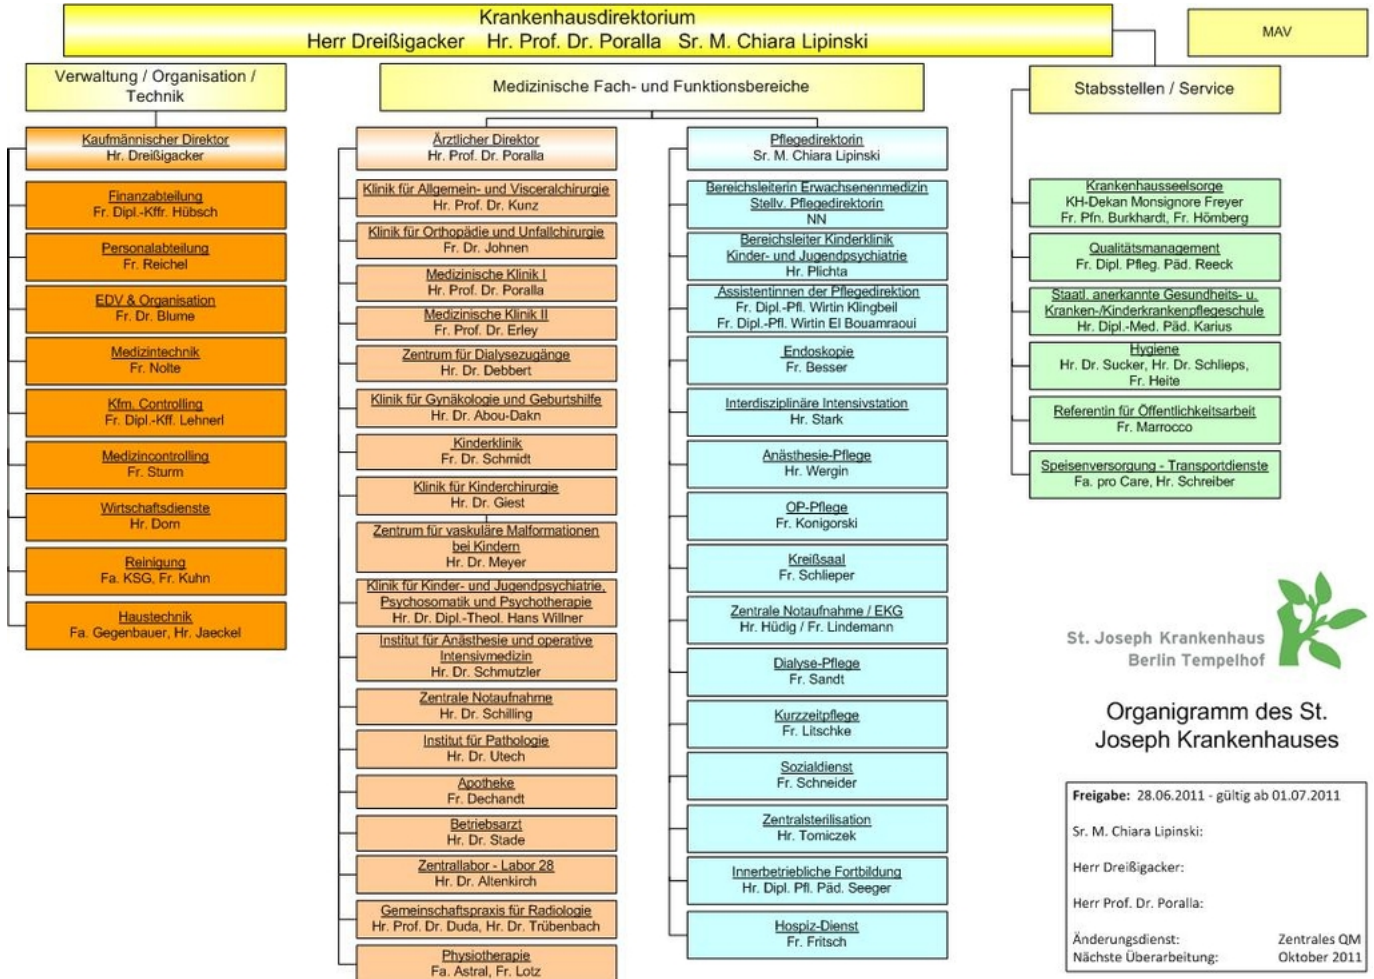 Krankenhausdirektorium
Herr Dreißigacker Hr. Prof. Dr. Poralla Sr. M. Chiara Lipinski
MAV
Verwaltung / Organisation /
Technik
Medizinische Fach- und Funktionsbereiche
Stabsstellen / Service
Kaufmännischer Direktor
Hr. Dreißigacker
Finanzabteilung
Fr. Dipl.-Kffr. Hübsch
Personalabteilung
Fr. Reichel
EDV & Organisation
Fr. Dr. Blume
Medizintechnik
Fr. Nolte
Kfm. Controlling
Fr. Dipl.-Kff. Lehnerl
Medizincontrolling
Fr. Sturm
Wirtschaftsdienste
Hr. Dorn
Reinigung
Fa. KSG, Fr. Kuhn
Haustechnik
Fa. Gegenbauer, Hr. Jaeckel
Ärztlicher Direktor
Hr. Prof. Dr. Poralla
Klinik für Allgemein- und Visceralchirurgie
Hr. Prof. Dr. Kunz
Klinik für Orthopädie und Unfallchirurgie
Fr. Dr. Johnen
Medizinische Klinik I
Hr. Prof. Dr. Poralla
Medizinische Klinik II
Fr. Prof. Dr. Erley
Zentrum für Dialysezugänge
Hr. Dr. Debbert
Klinik für Gynäkologie und Geburtshilfe
Hr. Dr. Abou-Dakn
Kinderklinik
Fr. Dr. Schmidt
Klinik für Kinderchirurgie
Hr. Dr. Giest
Zentrum für vaskuläre Malformationen
bei Kindern
Hr. Dr. Meyer
Klinik für Kinder- und Jugendpsychiatrie,
Psychosomatik und Psychotherapie
Hr. Dr. Dipl.-Theol. Hans Willner
Institut für Anästhesie und operative
Intensivmedizin
Hr. Dr. Schmutzler
Zentrale Notaufnahme
Hr. Dr. Schilling
Institut für Pathologie
Hr. Dr. Utech
Apotheke
Fr. Dechandt
Betriebsarzt
Hr. Dr. Stade
Zentrallabor - Labor 28
Hr. Dr. Altenkirch
Gemeinschaftspraxis für Radiologie
Hr. Prof. Dr. Duda, Hr. Dr. Trübenbach
Physiotherapie
Fa. Astral, Fr. Lotz
Pflegedirektorin
Sr. M. Chiara Lipinski
Bereichsleiterin Erwachsenenmedizin
Stellv. Pflegedirektorin
NN
Bereichsleiter Kinderklinik
Kinder- und Jugendpsychiatrie
Hr. Plichta
Assistentinnen der Pflegedirektion
Fr. Dipl.-Pfl. Wirtin Klingbeil
Fr. Dipl.-Pfl. Wirtin El Bouamraoui
Endoskopie
Fr. Besser
Interdisziplinäre Intensivstation
Hr. Stark
Anästhesie-Pflege
Hr. Wergin
OP-Pflege
Fr. Konigorski
Kreißsaal
Fr. Schlieper
Zentrale Notaufnahme / EKG
Hr. Hüdig / Fr. Lindemann
Dialyse-Pflege
Fr. Sandt
Kurzzeitpflege
Fr. Litschke
Sozialdienst
Fr. Schneider
Zentralsterilisation
Hr. Tomiczek
Innerbetriebliche Fortbildung
Hr. Dipl. Pfl. Päd. Seeger
Hospiz-Dienst
Fr. Fritsch
Krankenhausseelsorge
KH-Dekan Monsignore Freyer
Fr. Pfn. Burkhardt, Fr. Hömberg
Qualitätsmanagement
Fr. Dipl. Pfleg. Päd. Reeck
Staatl. anerkannte Gesundheits- u.
Kranken-/Kinderkrankenpflegeschule
Hr. Dipl.-Med. Päd. Karius
Hygiene
Hr. Dr. Sucker, Hr. Dr. Schlieps,
Fr. Heite
Referentin für Öffentlichkeitsarbeit
Fr. Marrocco
Speisenversorgung - Transportdienste
Fa. pro Care, Hr. Schreiber
St. Joseph Krankenhaus
Berlin Tempelhof
Organigramm des St.
Joseph Krankenhauses
Freigabe: 28.06.2011 - gültig ab 01.07.2011
Sr. M. Chiara Lipinski:
Herr Dreißigacker:
Herr Prof. Dr. Poralla:
Änderungsdienst: Zentrales QM
Nächste Überarbeitung: Oktober 2011